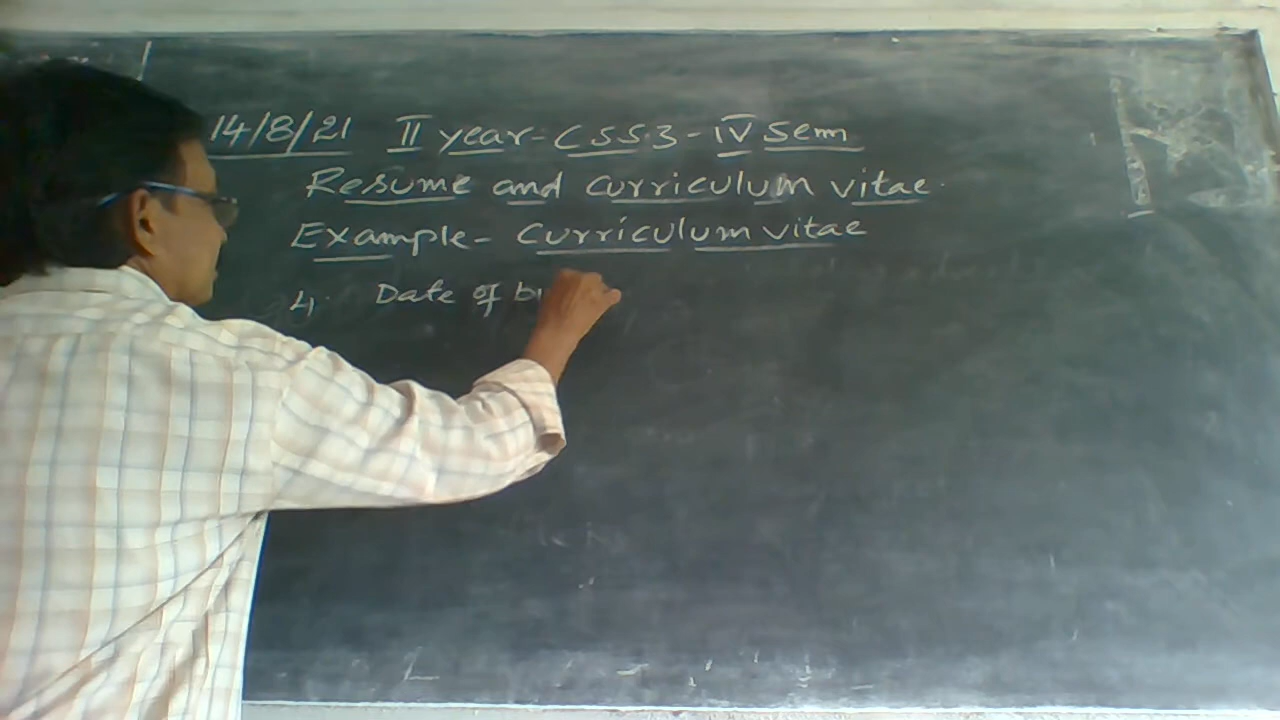 14/8/21 II year - CSS3 - IV sem
Resume and curriculum vitae.
Example - Curriculum vitae
4. Date of